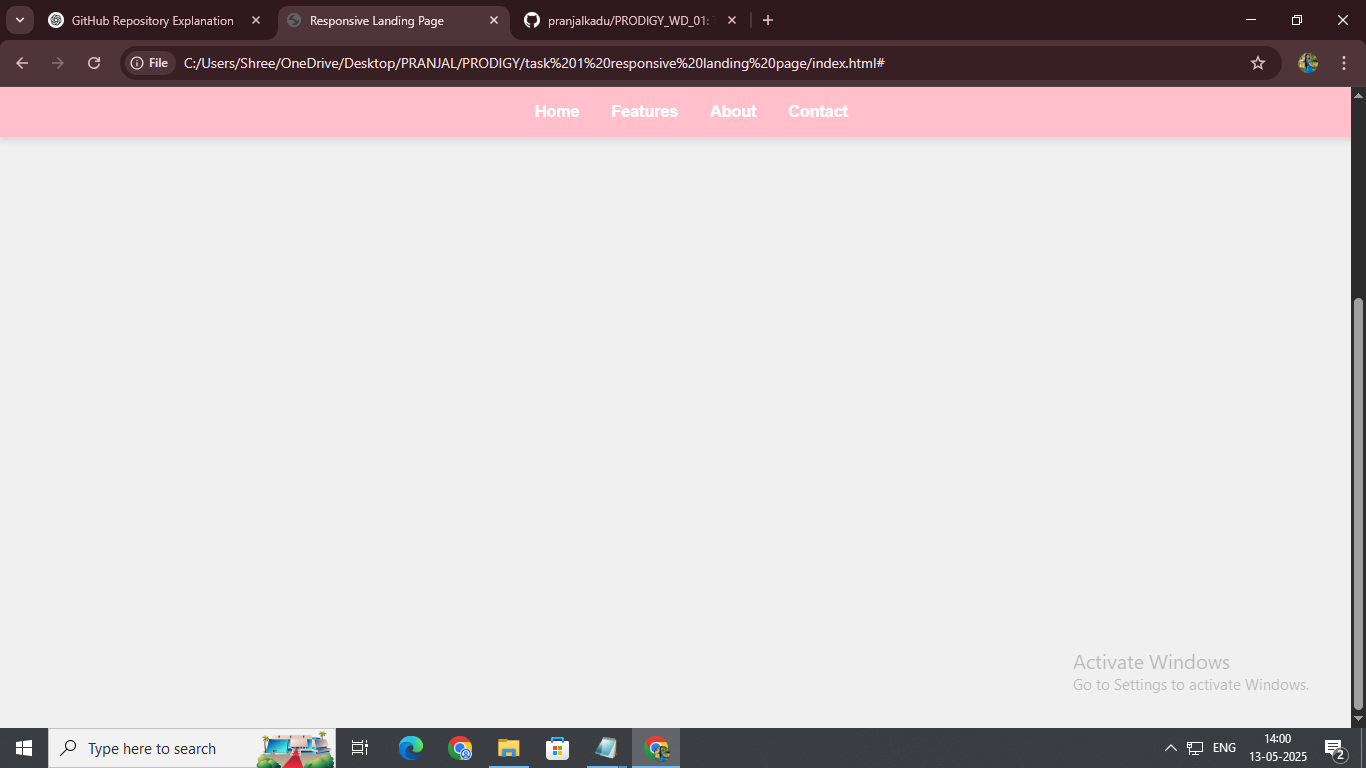 GitHub Repository Explanation
Responsive Landing Page
pranjalkadu/PRODIGY_WD_01:
File
C:/Users/Shree/OneDrive/Desktop/PRANJAL/PRODIGY/task%201%20responsive%20landing%20page/index.html#
Home Features About Contact
Activate Windows
Go to Settings to activate Windows.
Type here to search
ENG
14:00
13-05-2025
2